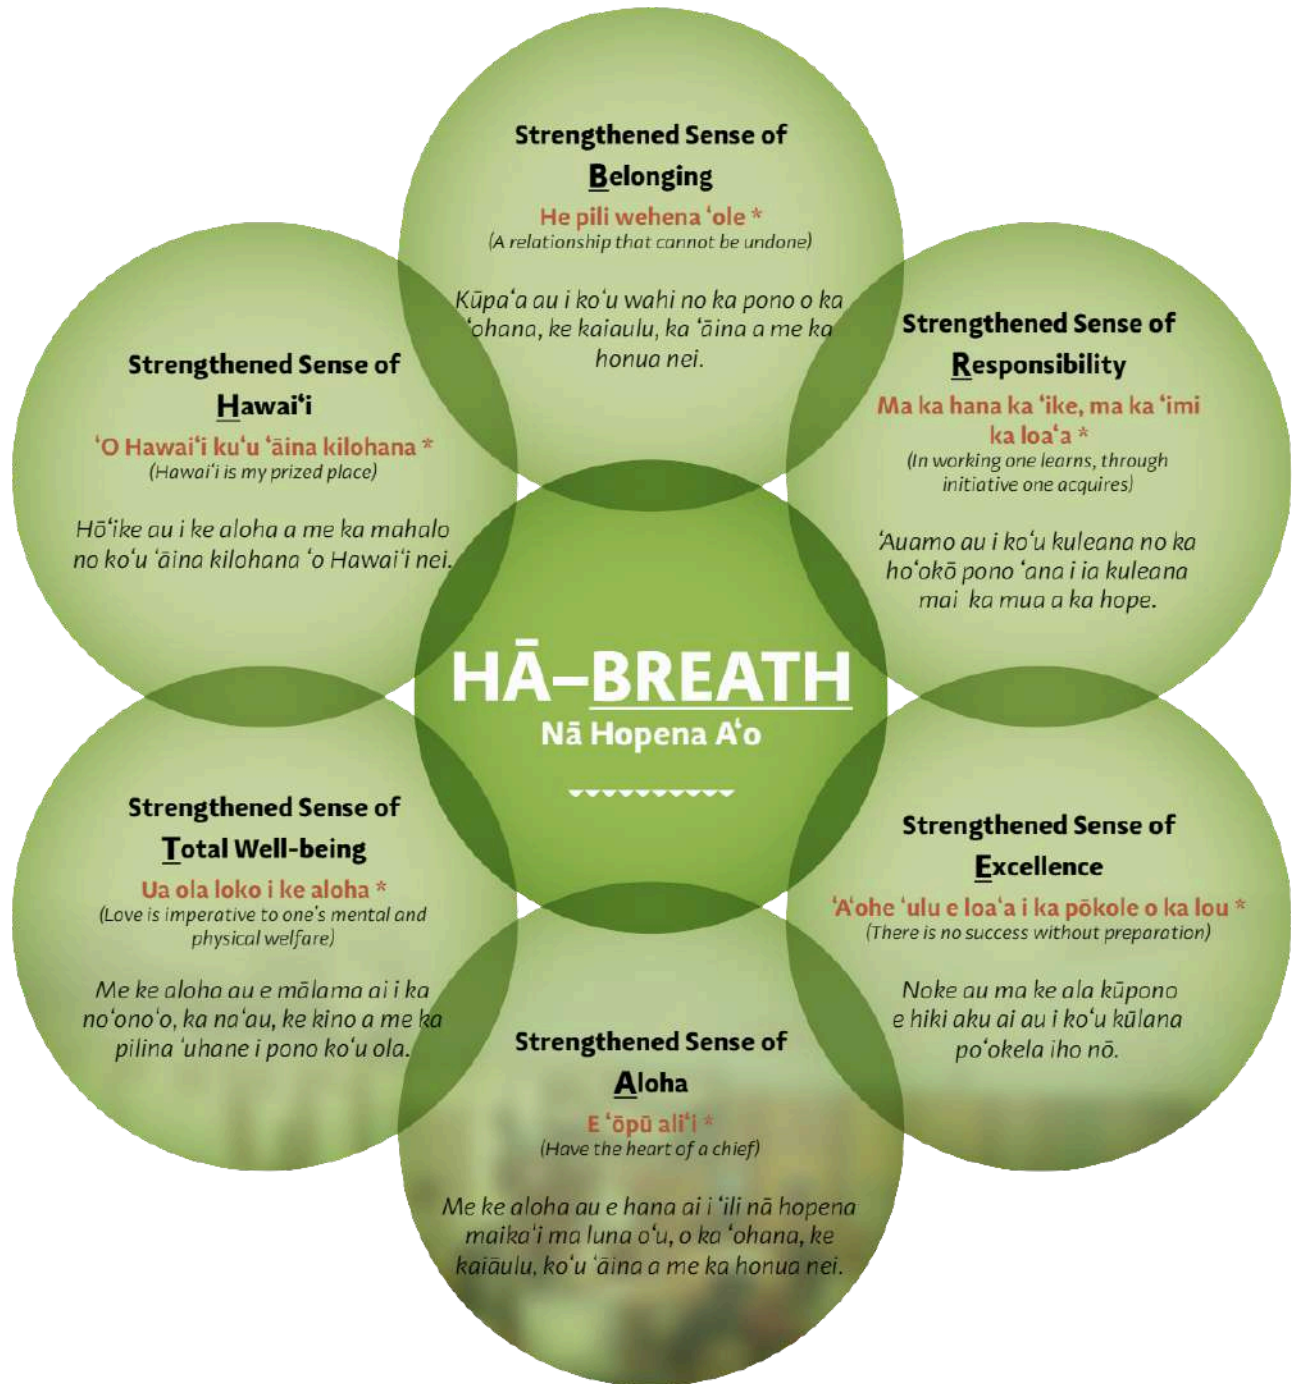 Strengthened Sense of
Belonging
He pili wehena ʻole *
(A relationship that cannot be undone)
Kūpaʻa au i koʻu wahi no ka pono o ka
ʻohana, ke kaiaulu, ka ʻāina a me ka
honua nei.
Strengthened Sense of
Responsibility
Ma ka hana ka ʻike, ma ka ʻimi
ka loaʻa *
(In working one learns, through
initiative one acquires)
ʻAuamo au i koʻu kuleana no ka
hoʻokō pono ʻana i ia kuleana
mai ka mua a ka hope.
Strengthened Sense of
Excellence
ʻAʻohe ʻulu e loaʻa i ka pōkole o ka lou *
(There is no success without preparation)
Noke au ma ke ala kūpono
e hiki aku ai au i koʻu kūlana
poʻokela iho nō.
Strengthened Sense of
Aloha
E ʻōpū aliʻi *
(Have the heart of a chief)
Me ke aloha au e hana ai i ʻili nā hopena
maikaʻi ma luna oʻu, o ka ʻohana, ke
kaiāulu, koʻu ʻāina a me ka honua nei.
Strengthened Sense of
Total Well-being
Ua ola loko i ke aloha *
(Love is imperative to one's mental and
physical welfare)
Me ke aloha au e mālama ai i ka
noʻonoʻo, ka naʻau, ke kino a me ka
pilina ʻuhane i pono koʻu ola.
Strengthened Sense of
Hawaiʻi
ʻO Hawaiʻi kuʻu ʻāina kilohana *
(Hawaiʻi is my prized place)
Hōʻike au i ke aloha a me ka mahalo
no koʻu ʻāina kilohana ʻo Hawaiʻi nei.
HĀ–BREATH
Nā Hopena Aʻo